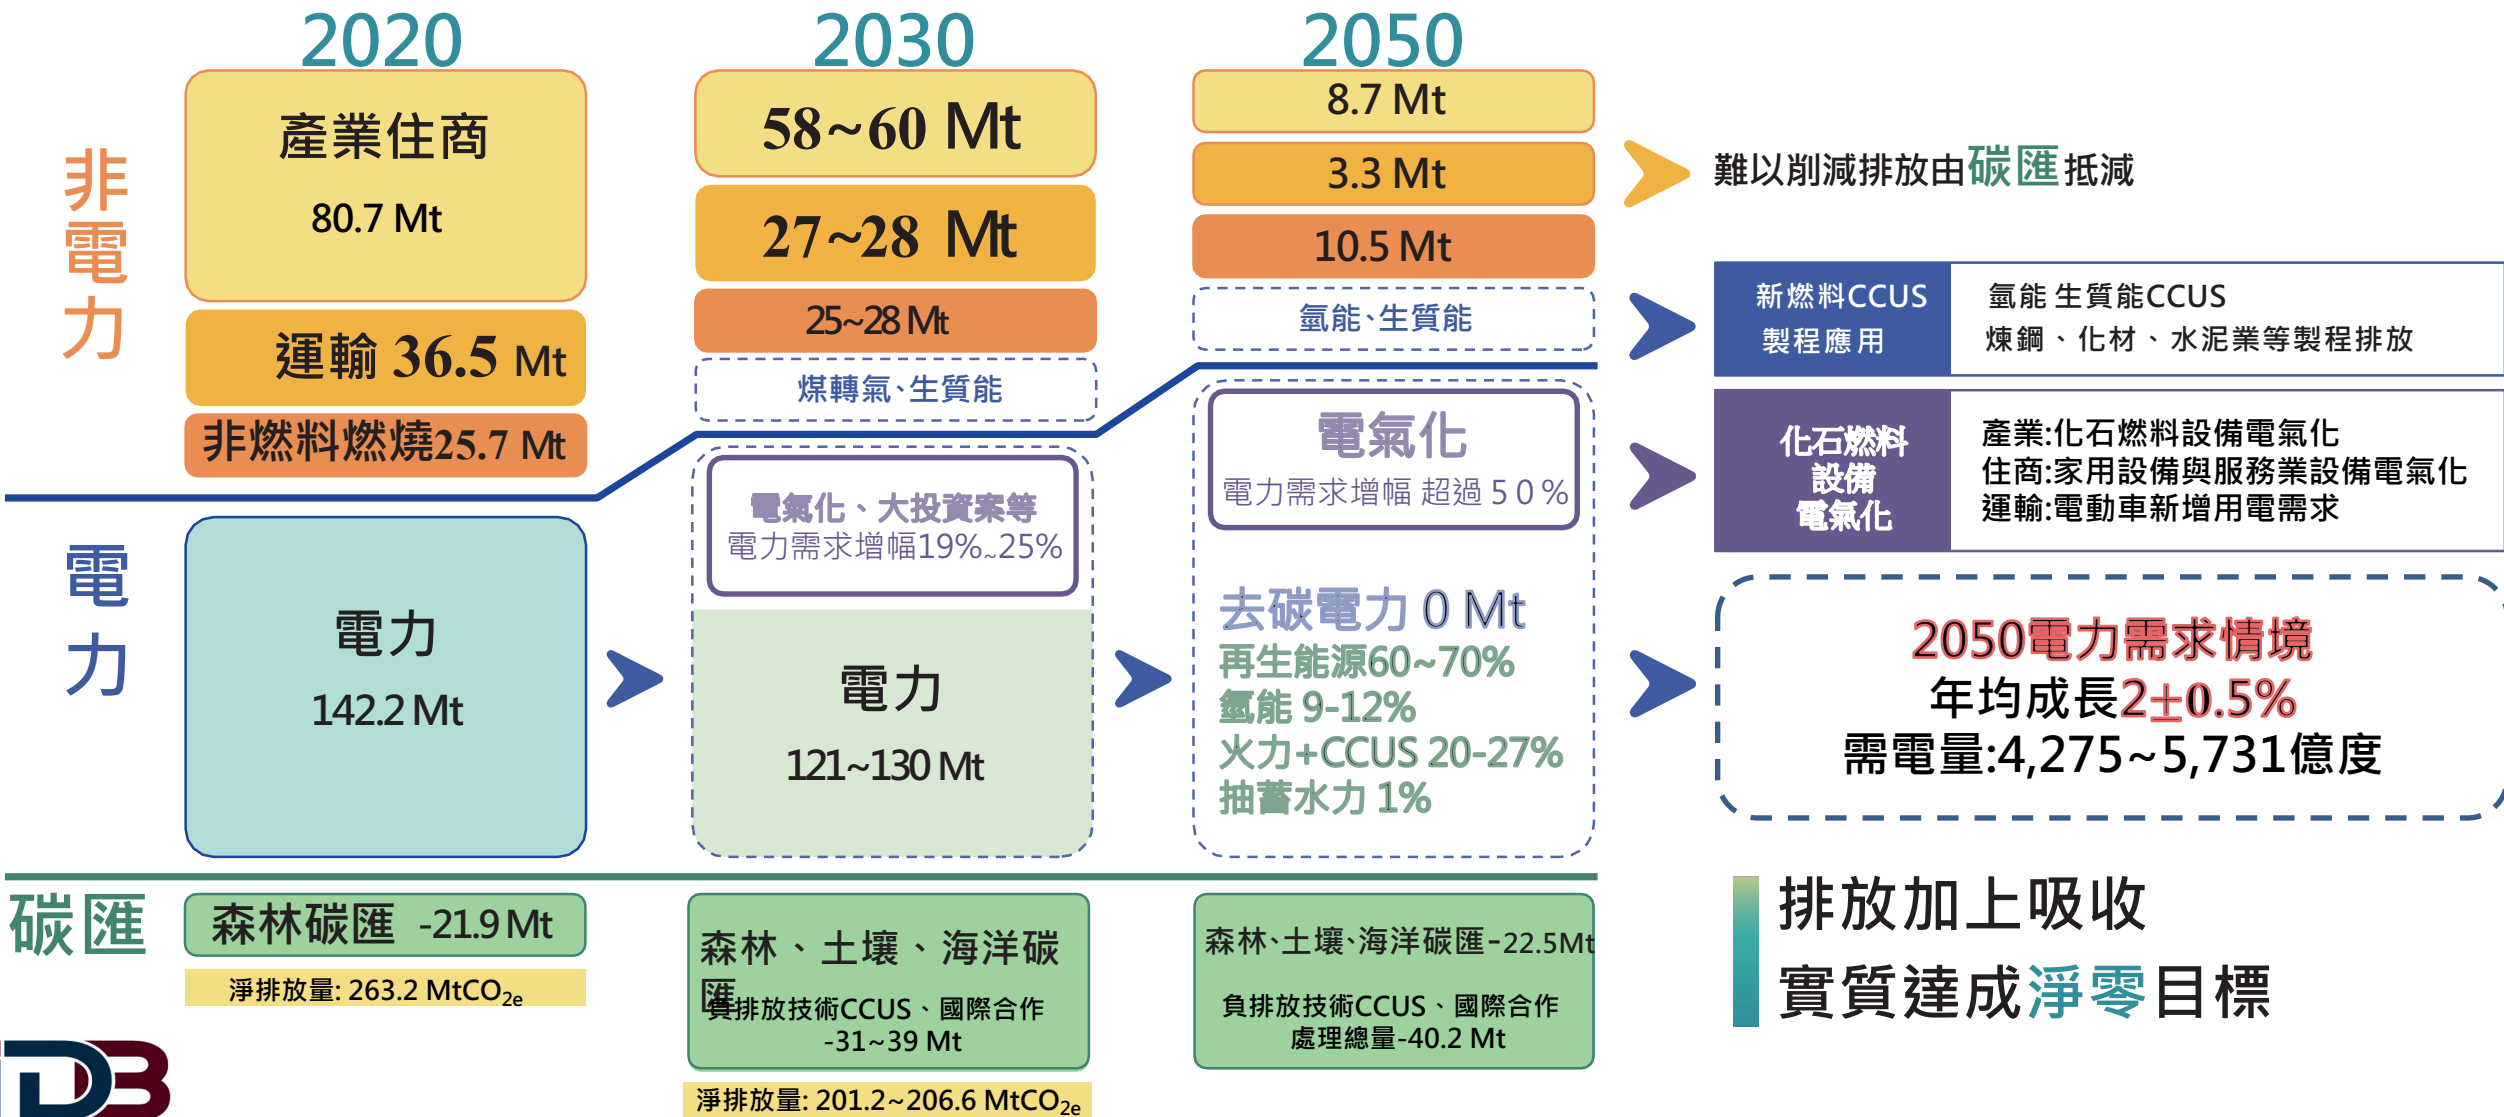 2020
2030
2050
非電力
產業住商
80.7 Mt
運輸 36.5 Mt
非燃料燃燒25.7 Mt
58~60 Mt
27~28 Mt
25~28 Mt
煤轉氣、生質能
8.7 Mt
3.3 Mt
10.5 Mt
氫能、生質能
難以削減排放由碳匯抵減
新燃料CCUS
製程應用
氫能 生質能CCUS
煉鋼、化材、水泥業等製程排放
化石燃料
設備
電氣化
產業:化石燃料設備電氣化
住商:家用設備與服務業設備電氣化
運輸:電動車新增用電需求
電力
電力
142.2 Mt
電氣化、大投資案等
電力需求增幅19%~25%
電力
121~130 Mt
電氣化
電力需求增幅 超過50%
去碳電力 0 Mt
再生能源60~70%
氫能 9-12%
火力+CCUS 20-27%
抽蓄水力 1%
2050電力需求情境
年均成長2±0.5%
需電量:4,275~5,731億度
碳匯
森林碳匯 -21.9 Mt
淨排放量: 263.2 MtCO2e
森林、土壤、海洋碳
匯
負排放技術CCUS、國際合作
-31~39 Mt
淨排放量: 201.2~206.6 MtCO2e
森林、土壤、海洋碳匯-22.5Mt
負排放技術CCUS、國際合作
處理總量-40.2 Mt
排放加上吸收
實質達成淨零目標